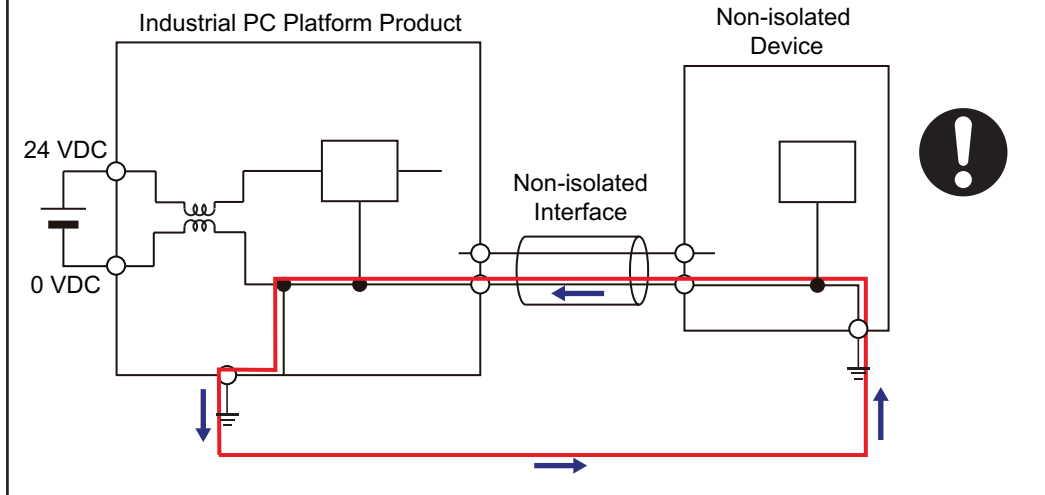 Industrial PC Platform Product
Non-isolated
Device
24 VDC
Non-isolated
Interface
0 VDC